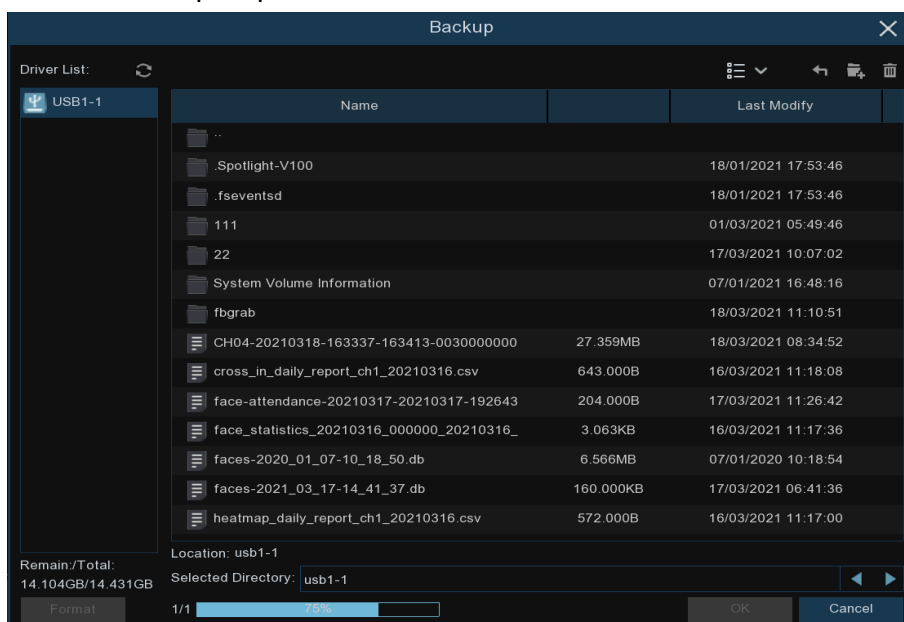 Backup
Driver List:
USB1-1
Name Last Modify
..
.Spotlight-V100 18/01/2021 17:53:46
.fseventsd 18/01/2021 17:53:46
111 01/03/2021 05:49:46
22 17/03/2021 10:07:02
System Volume Information 07/01/2021 16:48:16
fbgrab 18/03/2021 11:10:51
CH04-20210318-163337-163413-0030000000 27.359MB 18/03/2021 08:34:52
cross_in_daily_report_ch1_20210316.csv 643.000B 16/03/2021 11:18:08
face-attendance-20210317-20210317-192643 204.000B 17/03/2021 11:26:42
face_statistics_20210316_000000_20210316_ 3.063KB 16/03/2021 11:17:36
faces-2020_01_07-10_18_50.db 6.566MB 07/01/2020 10:18:54
faces-2021_03_17-14_41_37.db 160.000KB 17/03/2021 06:41:36
heatmap_daily_report_ch1_20210316.csv 572.000B 16/03/2021 11:17:00
Location: usb1-1
Remain:/Total:
14.104GB/14.431GB
Selected Directory: usb1-1
Format 1/1 75% OK Cancel